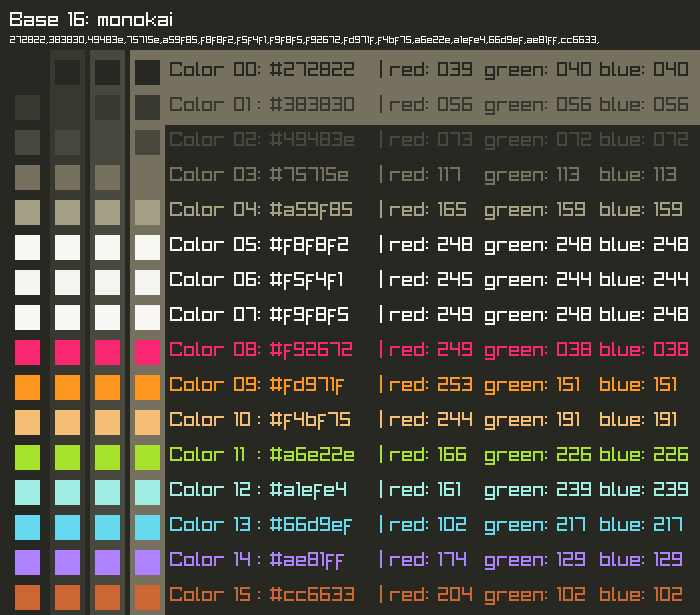 Base 16: monokai
272822,383830,49483e,75715e,a59f85,f8f8f2,f5f4f1,f9f8f5,f92672,fd971f,f4bf75,a6e22e,a1efe4,66d9ef,ae81ff,cc6633,
Color 00: #272822 | red: 039 green: 040 blue: 040
Color 01 : #383830 | red: 056 green: 056 blue: 056
Color 02: #49483e | red: 073 green: 072 blue: 072
Color 03: #75715e | red: 117 green: 113 blue: 113
Color 04: #a59f85 | red: 165 green: 159 blue: 159
Color 05: #f8f8f2 | red: 248 green: 248 blue: 248
Color 06: #f5f4f1 | red: 245 green: 244 blue: 244
Color 07: #f9f8f5 | red: 249 green: 248 blue: 248
Color 08: #f92672 | red: 249 green: 038 blue: 038
Color 09: #fd971f | red: 253 green: 151 blue: 151
Color 10 : #f4bf75 | red: 244 green: 191 blue: 191
Color 11 : #a6e22e | red: 166 green: 226 blue: 226
Color 12 : #a1efe4 | red: 161 green: 239 blue: 239
Color 13 : #66d9ef | red: 102 green: 217 blue: 217
Color 14 : #ae81ff | red: 174 green: 129 blue: 129
Color 15 : #cc6633 | red: 204 green: 102 blue: 102